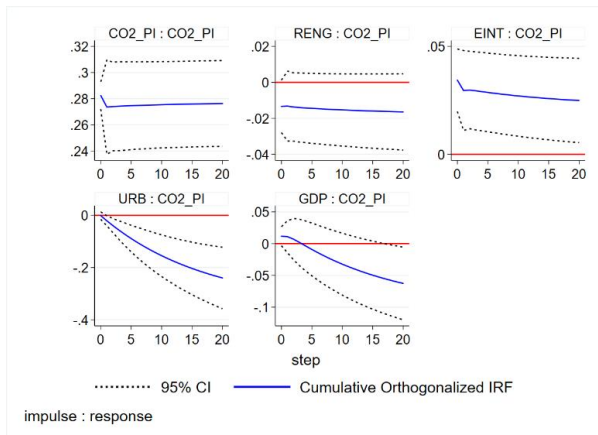 CO2_PI : CO2_PI
RENG : CO2_PI
EINT : CO2_PI
.32
.3
.28
.26
.24
0 5 10 15 20
.02
0
-.02
-.04
0 5 10 15 20
.05
0
0 5 10 15 20
URB : CO2_PI
GDP : CO2_PI
0
-.2
-.4
0 5 10 15 20
.05
0
-.05
-.1
0 5 10 15 20
step
95% CI
Cumulative Orthogonalized IRF
impulse : response